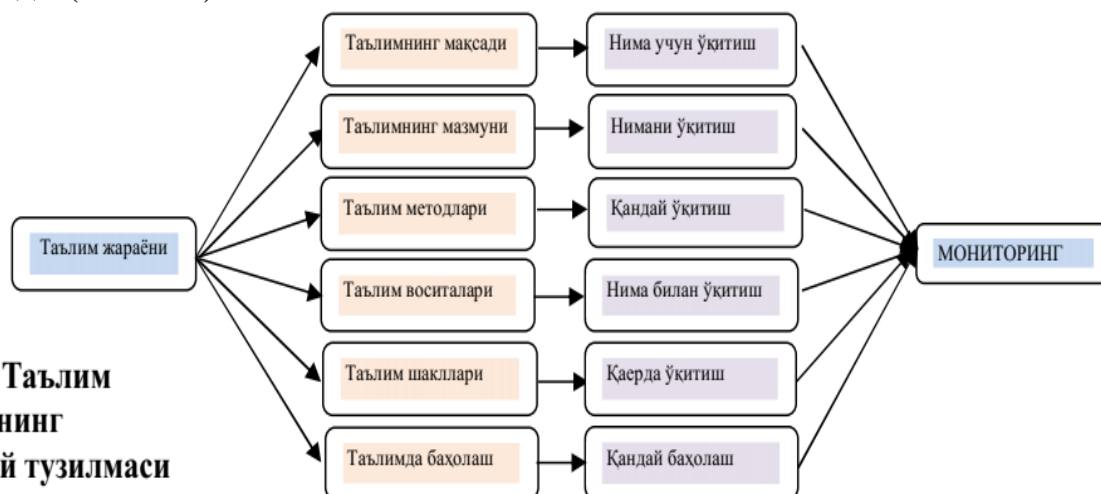 Таълимнинг мақсади
Нима учун ўқитиш
Таълимнинг мазмуни
Нимани ўқитиш
Таълим методлари
Қандай ўқитиш
Таълим жараёни
МОНИТОРИНГ
Таълим воситалари
Нима билан ўқитиш
Таълим шакллари
Қаерда ўқитиш
Таълимда баҳолаш
Қандай баҳолаш
Таълим
нинг
й тузилмаси